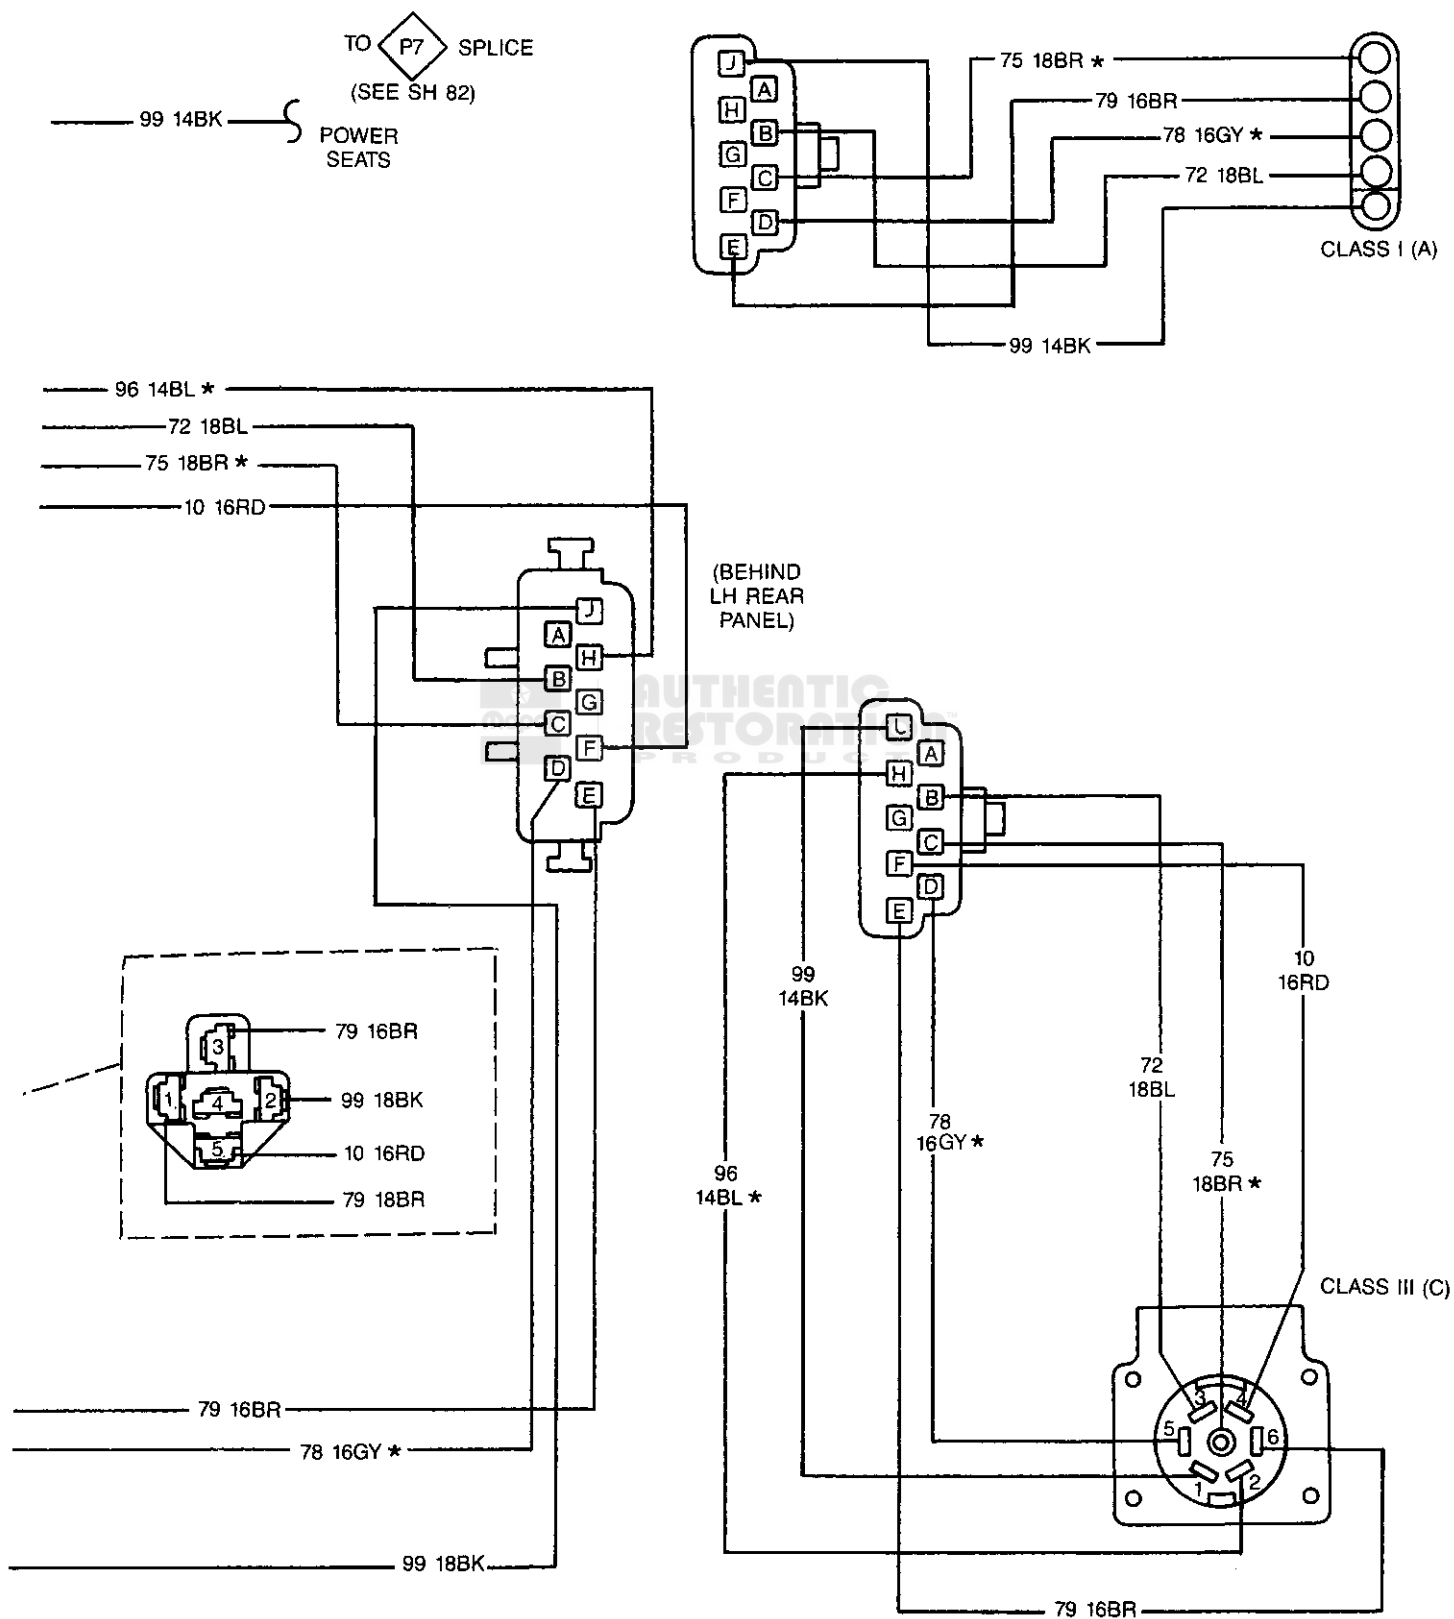 TO P7 SPLICE
(SEE SH 82)
99 14BK
POWER
SEATS
J
A
H
B
G
C
F
D
E
75 18BR *
79 16BR
78 16GY *
72 18BL
CLASS I (A)
99 14BK
96 14BL *
72 18BL
75 18BR *
10 16RD
(BEHIND
LH REAR
PANEL)
J
A
H
B
G
C
F
D
E
AUTHENTIC
RESTORATION
PRODUCT
J
A
H
B
G
C
F
D
E
99
14BK
10
16RD
72
18BL
78
16GY *
75
18BR *
96
14BL *
3
1
4
2
5
79 16BR
99 18BK
10 16RD
79 18BR
CLASS III (C)
3
4
5
6
1
2
79 16BR
78 16GY *
99 18BK
79 16BR